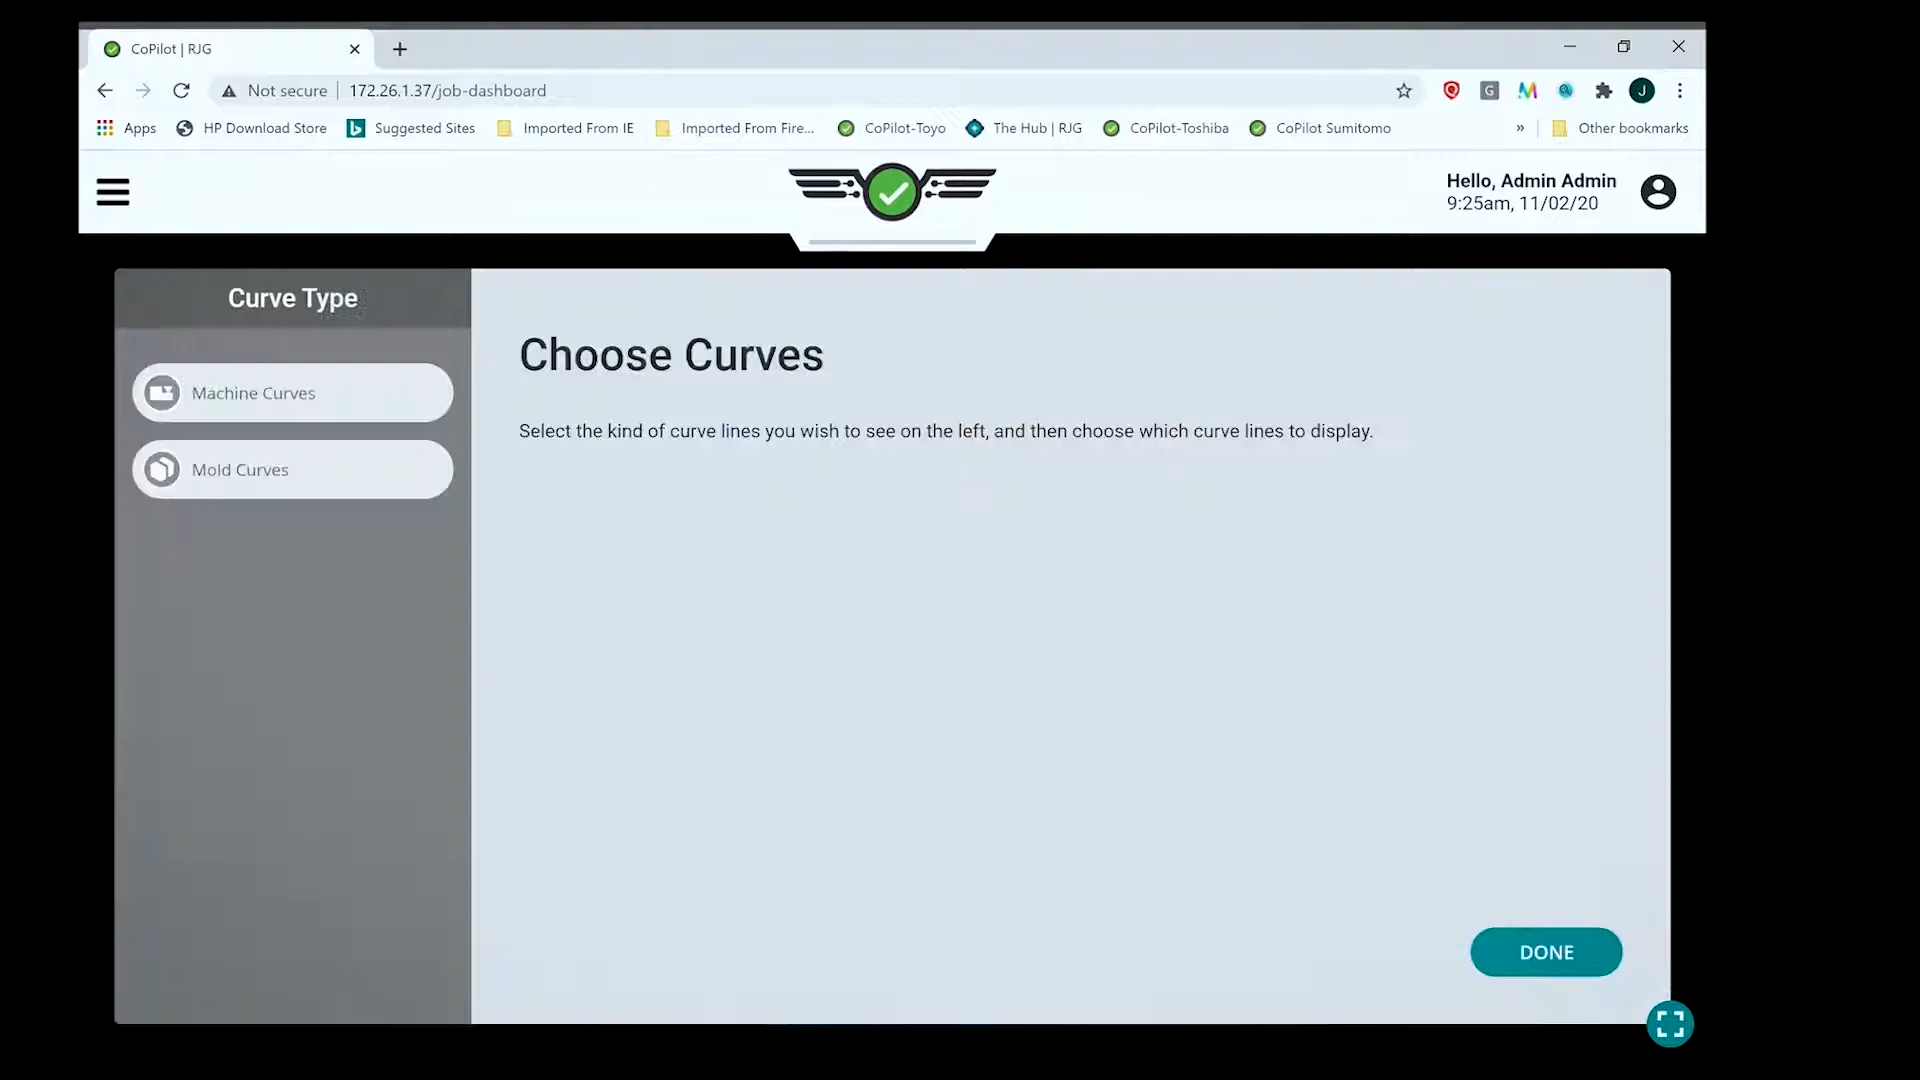 CoPilot | RJG
Not secure | 172.26.1.37/job-dashboard
G
J
Apps HP Download Store Suggested Sites Imported From IE Imported From Fire... CoPilot-Toyo The Hub | RJG CoPilot-Toshiba CoPilot Sumitomo » Other bookmarks
Hello, Admin Admin
9:25am, 11/02/20
Curve Type
Machine Curves
Mold Curves
Choose Curves
Select the kind of curve lines you wish to see on the left, and then choose which curve lines to display.
DONE